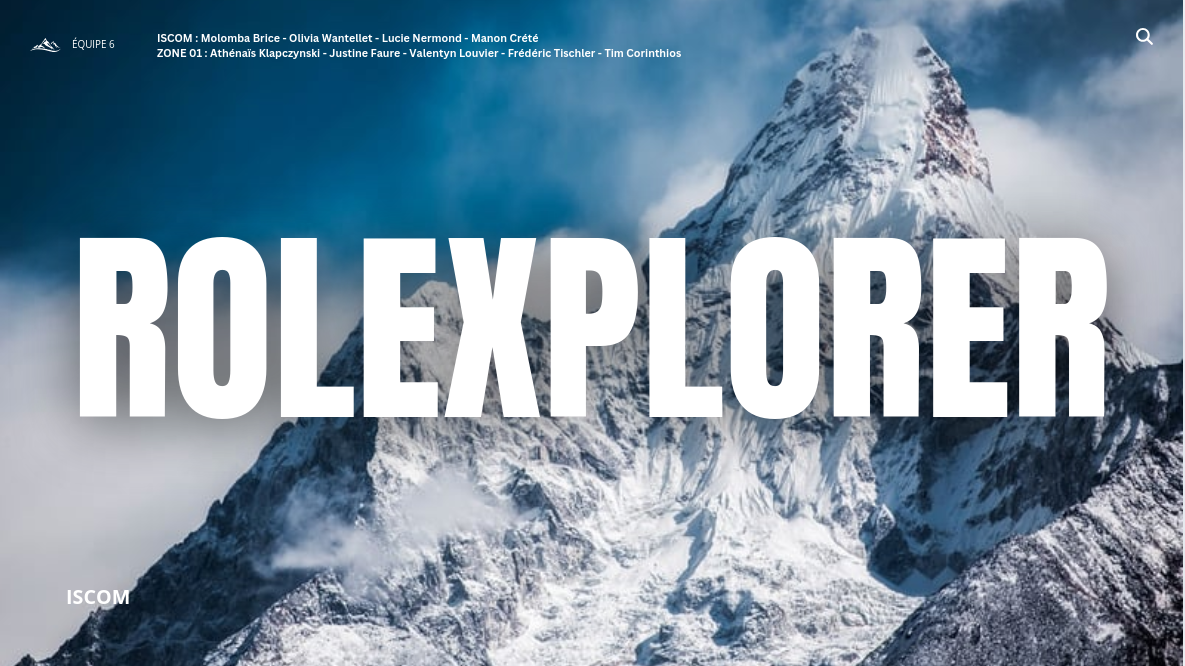 ÉQUIPE 6
ISCOM : Molomba Brice - Olivia Wantellet - Lucie Nermond - Manon Crété
ZONE 01 : Athénaïs Klapczynski - Justine Faure - Valentyn Louvier - Frédéric Tischler - Tim Corinthios
ROLEXPLORER
ISCOM